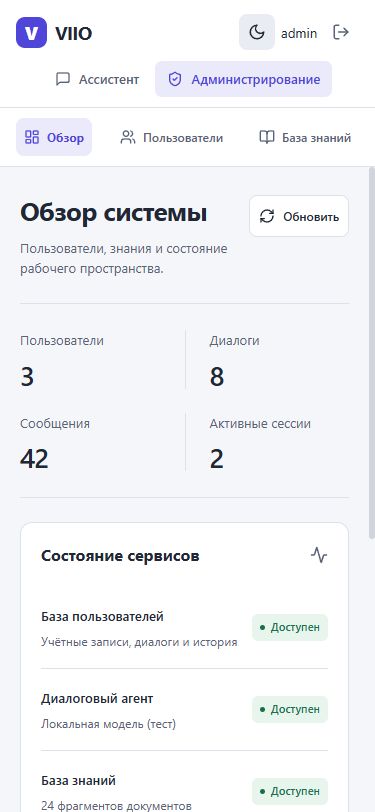 V VIIO admin
Ассистент Администрирование
Обзор Пользователи База знаний
Обзор системы
Обновить
Пользователи, знания и состояние
рабочего пространства.
Пользователи Диалоги
3 8
Сообщения Активные сессии
42 2
Состояние сервисов
База пользователей
Учётные записи, диалоги и история
Доступен
Диалоговый агент
Локальная модель (тест)
Доступен
База знаний
24 фрагментов документов
Доступен